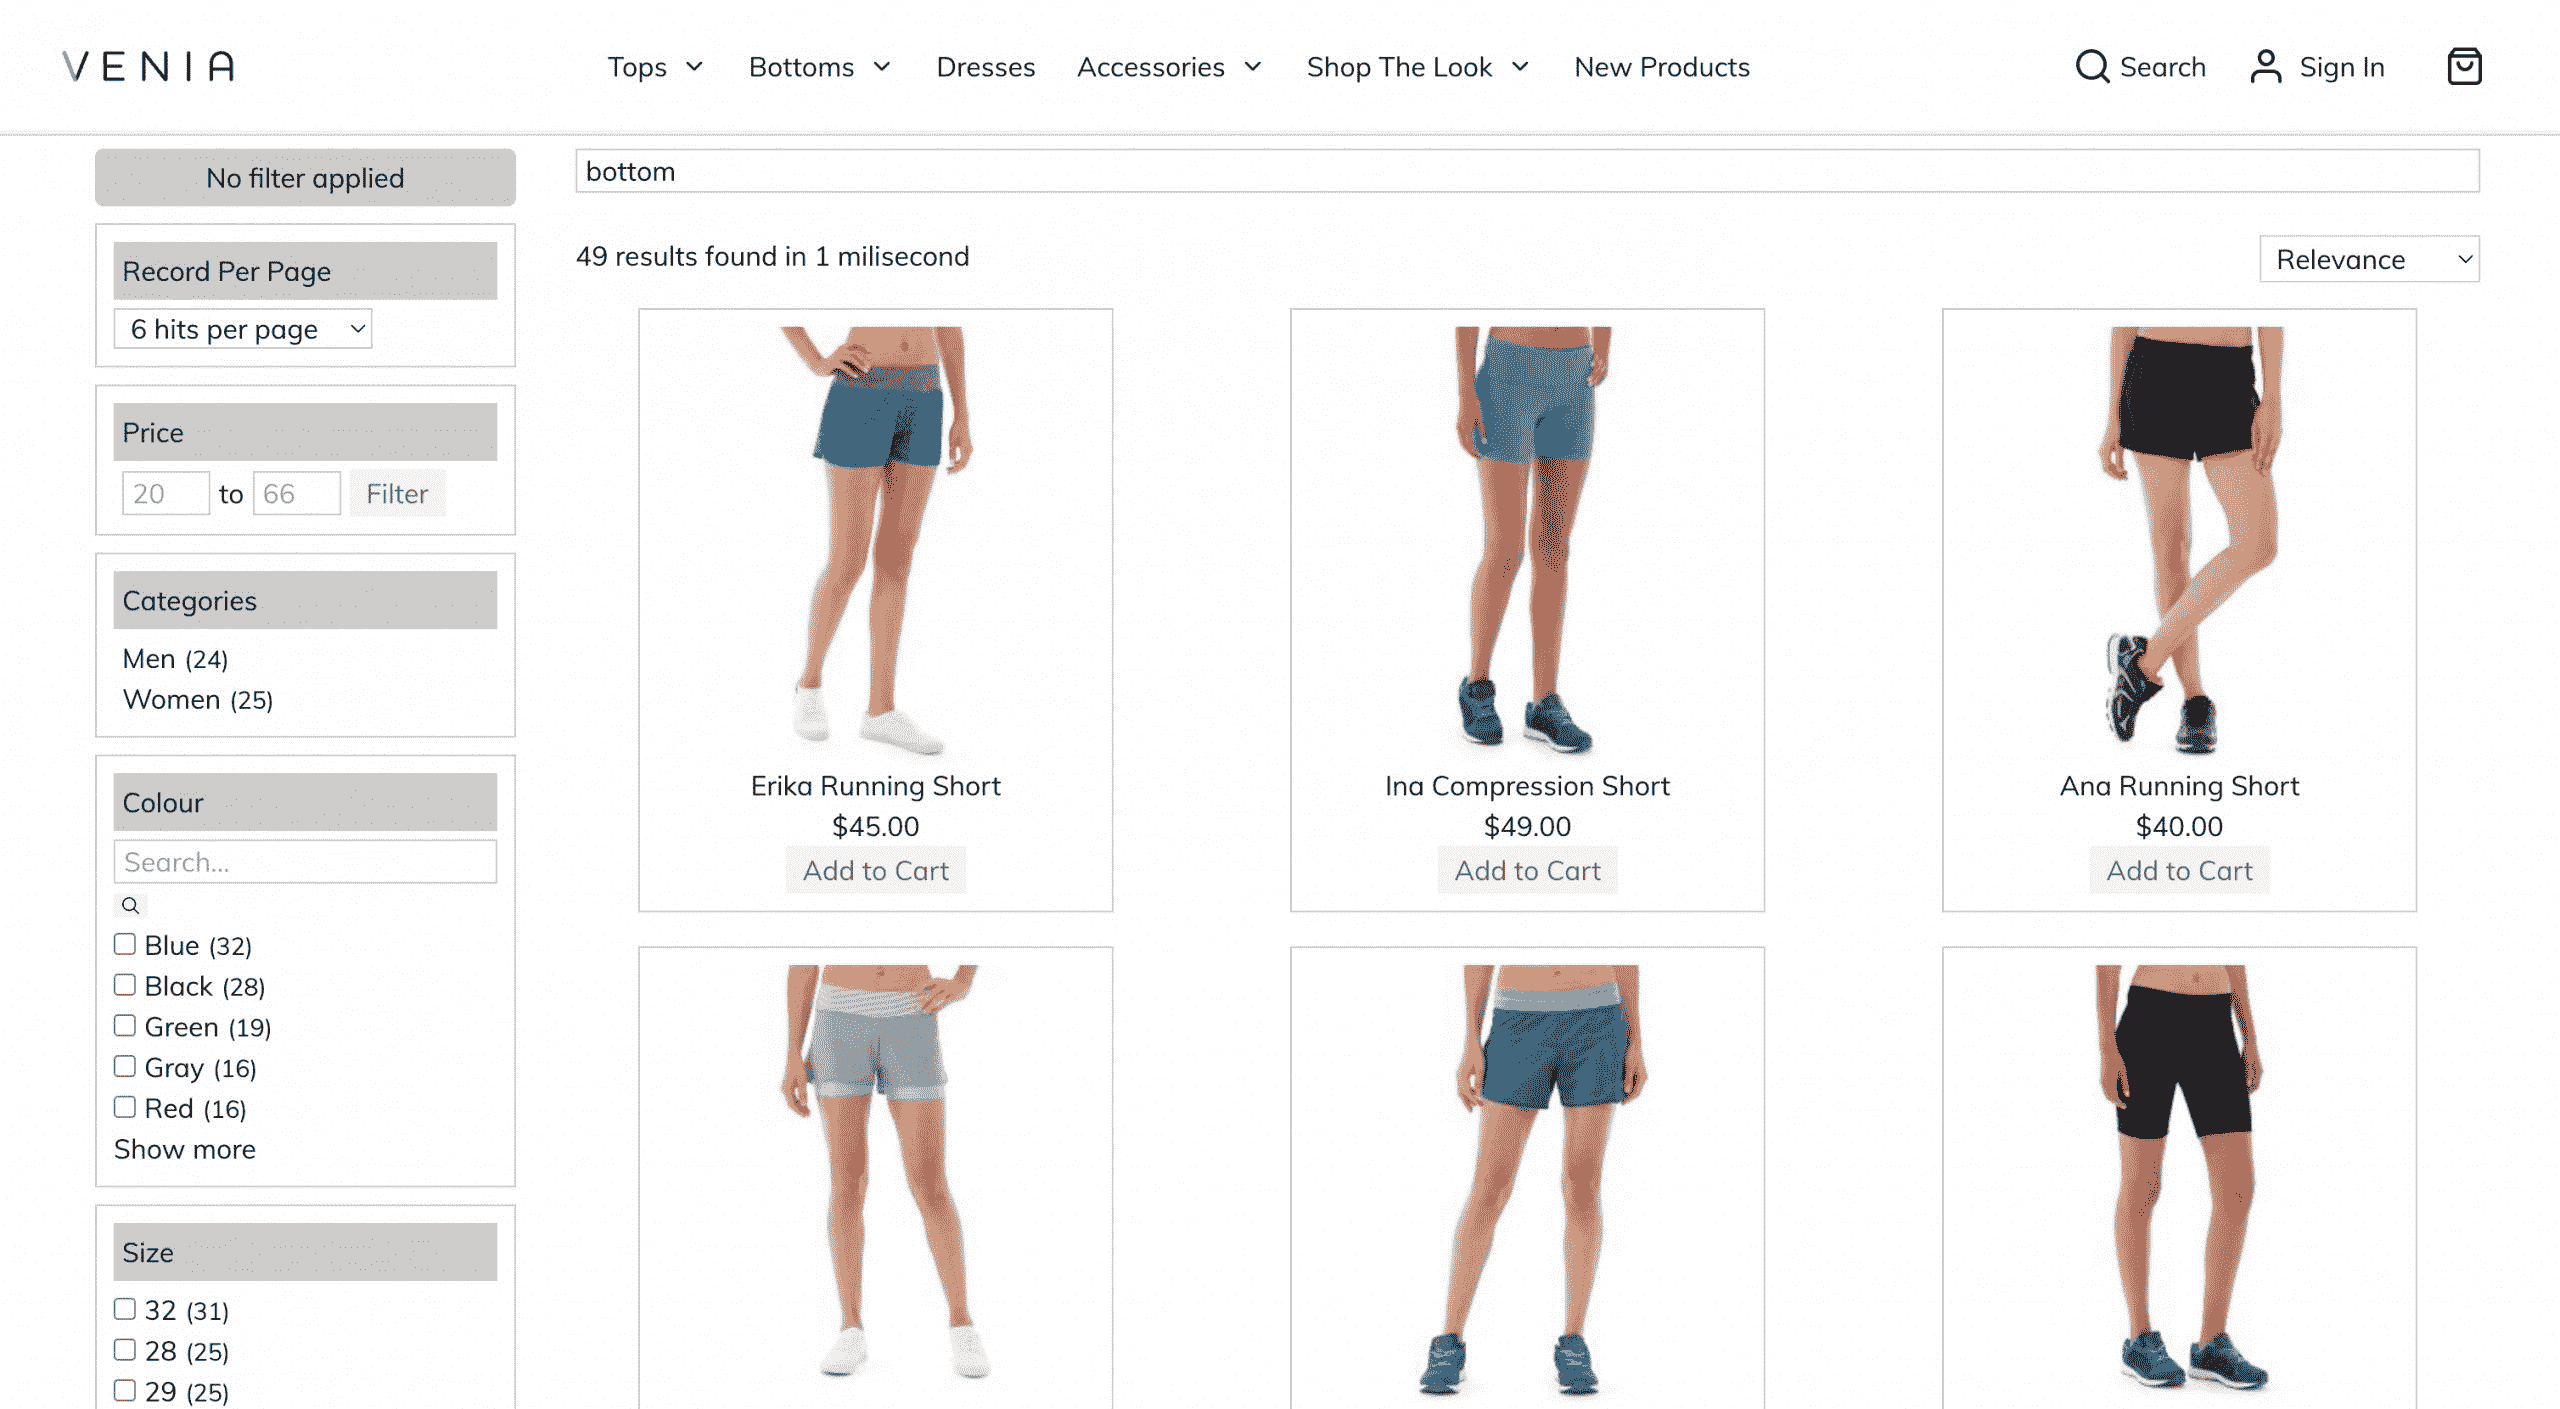 VENIA
Tops Bottoms Dresses Accessories Shop The Look New Products Search Sign In
No filter applied
bottom
Record Per Page
6 hits per page
49 results found in 1 milisecond
Relevance
Price
20 to 66 Filter
Categories
Men (24)
Women (25)
Colour
Search...
Blue (32)
Black (28)
Green (19)
Gray (16)
Red (16)
Show more
Size
32 (31)
28 (25)
29 (25)
Erika Running Short
$45.00
Add to Cart
Ina Compression Short
$49.00
Add to Cart
Ana Running Short
$40.00
Add to Cart